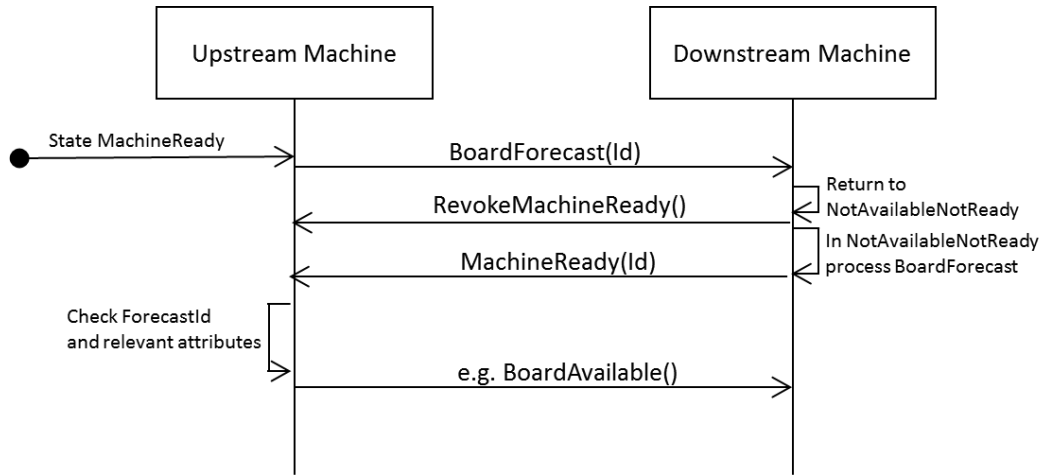 Upstream Machine
Downstream Machine
State MachineReady
BoardForecast(Id)
Return to
NotAvailableNotReady
RevokeMachineReady()
In NotAvailableNotReady
process BoardForecast
MachineReady(Id)
Check ForecastId
and relevant attributes
e.g. BoardAvailable()